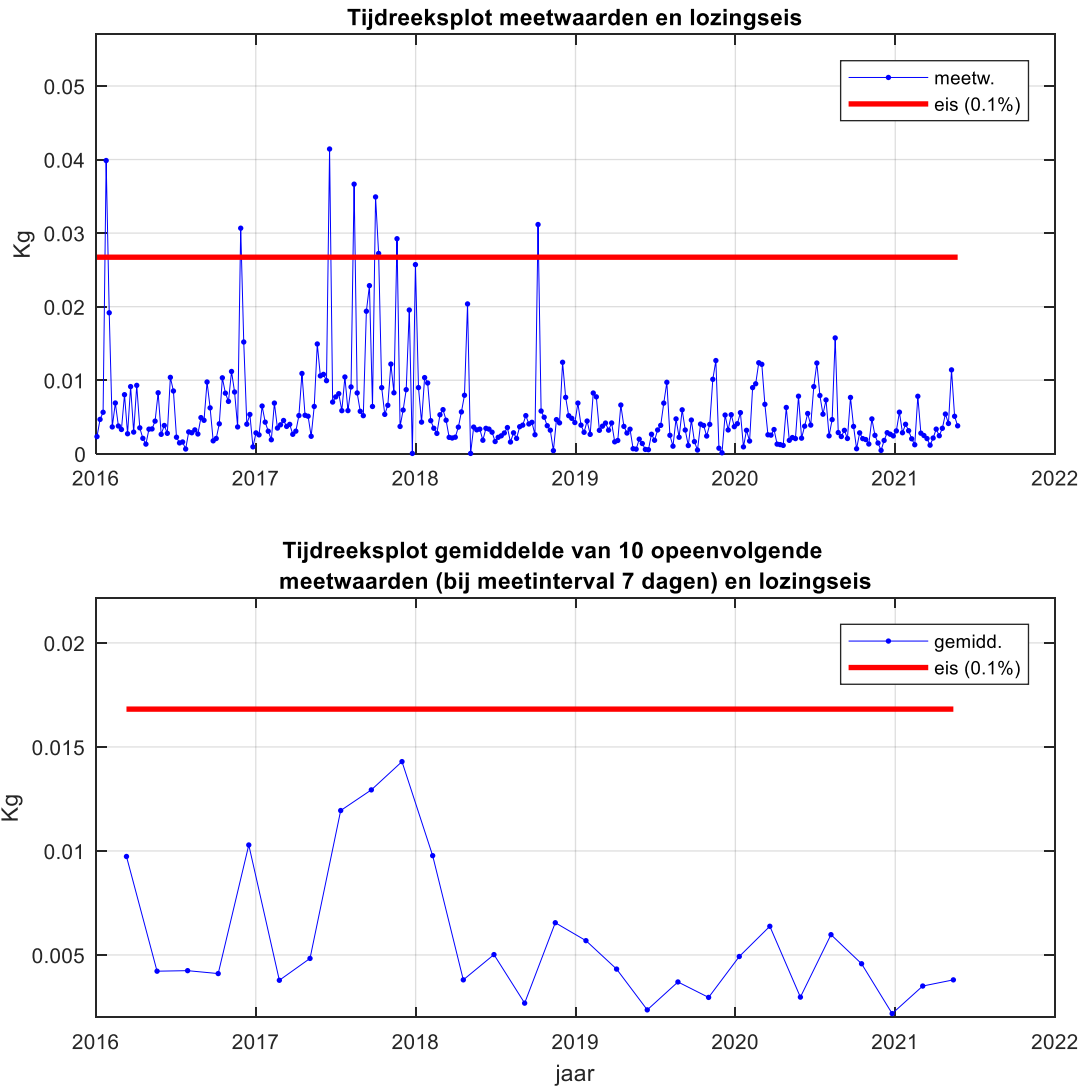 Tijdreeksplot meetwaarden en lozingseis
0.05
0.04
0.03
0.02
0.01
0
Kg
meetw.
eis (0.1%)
2016 2017 2018 2019 2020 2021 2022
Tijdreeksplot gemiddelde van 10 opeenvolgende
meetwaarden (bij meetinterval 7 dagen) en lozingseis
0.02
0.015
0.01
0.005
Kg
gemidd.
eis (0.1%)
2016 2017 2018 2019 2020 2021 2022
jaar